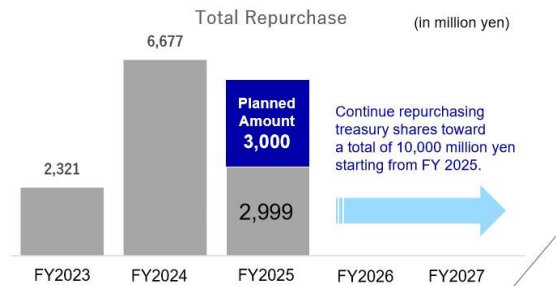 Total Repurchase
(in million yen)
6,677
2,321
Planned
Amount
3,000
2,999
Continue repurchasing
treasury shares toward
a total of 10,000 million yen
starting from FY 2025.
FY2023
FY2024
FY2025
FY2026
FY2027